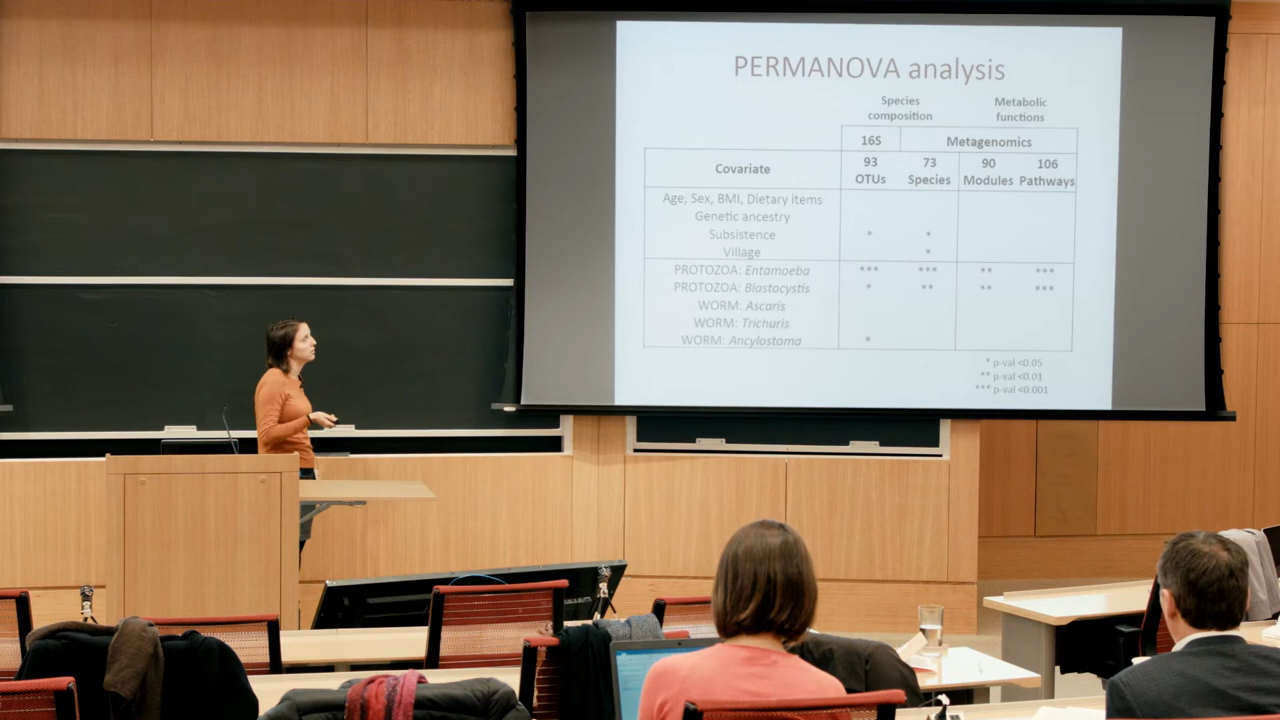 PERMANOVA analysis
Species composition Metabolic functions
16S Metagenomics
Covariate 93 OTUs 73 Species 90 Modules 106 Pathways
Age, Sex, BMI, Dietary items
Genetic ancestry
Subsistence * *
Village *
PROTOZOA: Entamoeba *** *** ** ***
PROTOZOA: Blastocystis * ** ** ***
WORM: Ascaris
WORM: Trichuris
WORM: Ancylostoma *
* p-val <0.05
** p-val <0.01
*** p-val <0.001